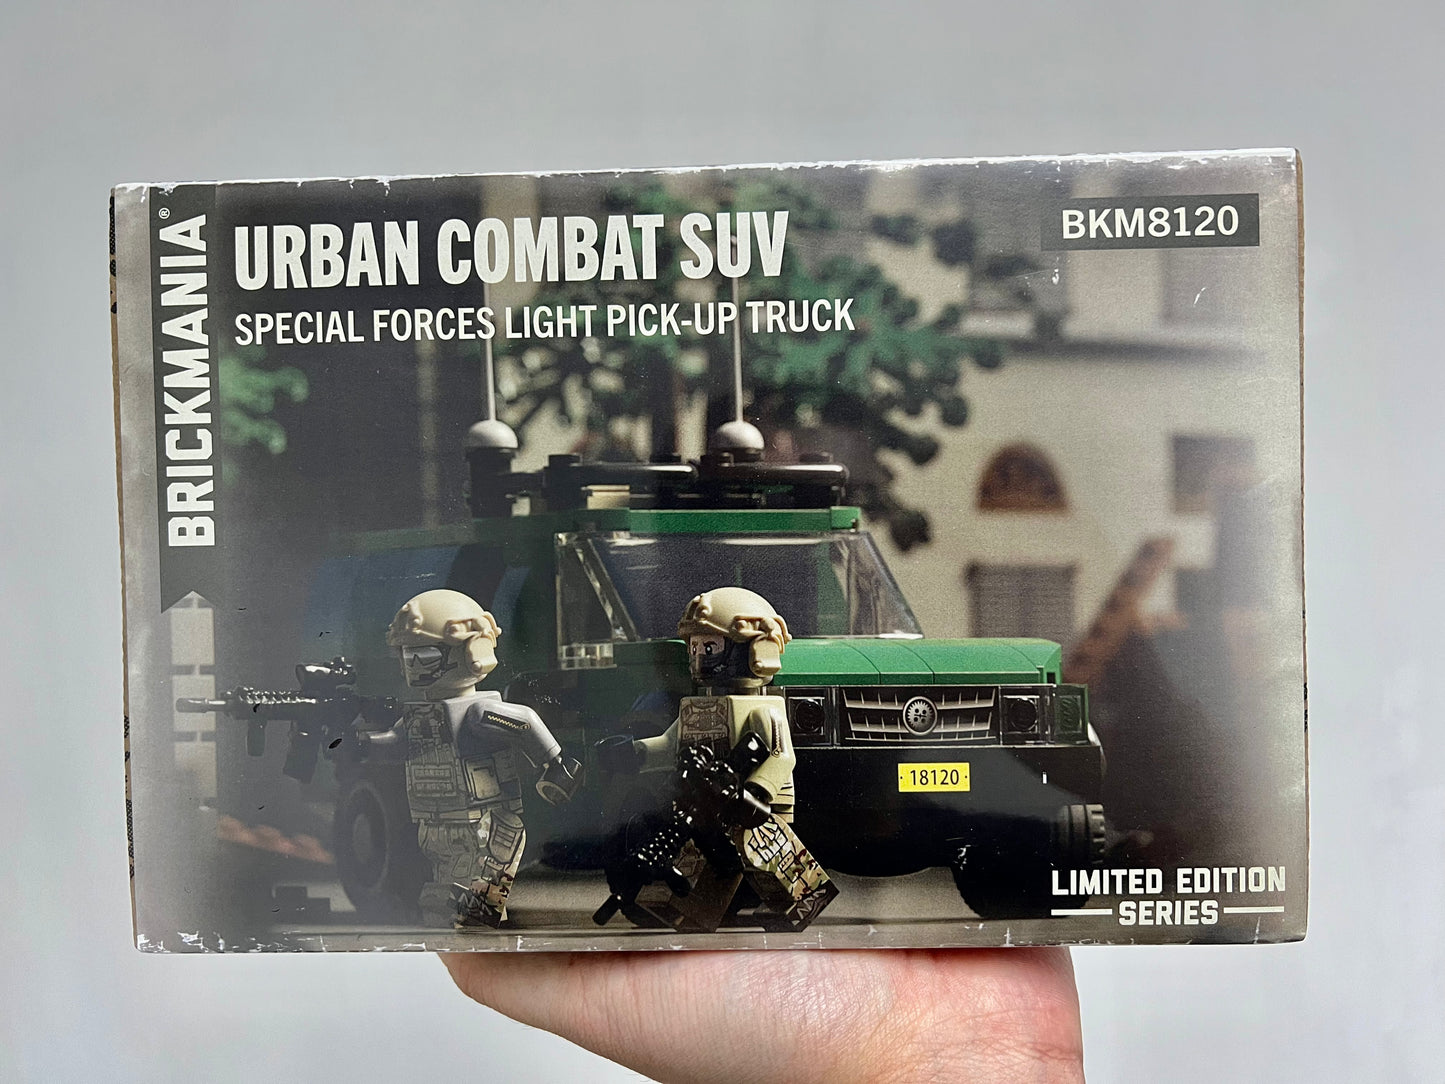 BRICKMANIA®
URBAN COMBAT SUV
SPECIAL FORCES LIGHT PICK-UP TRUCK
BKM8120
18120
LIMITED EDITION
SERIES